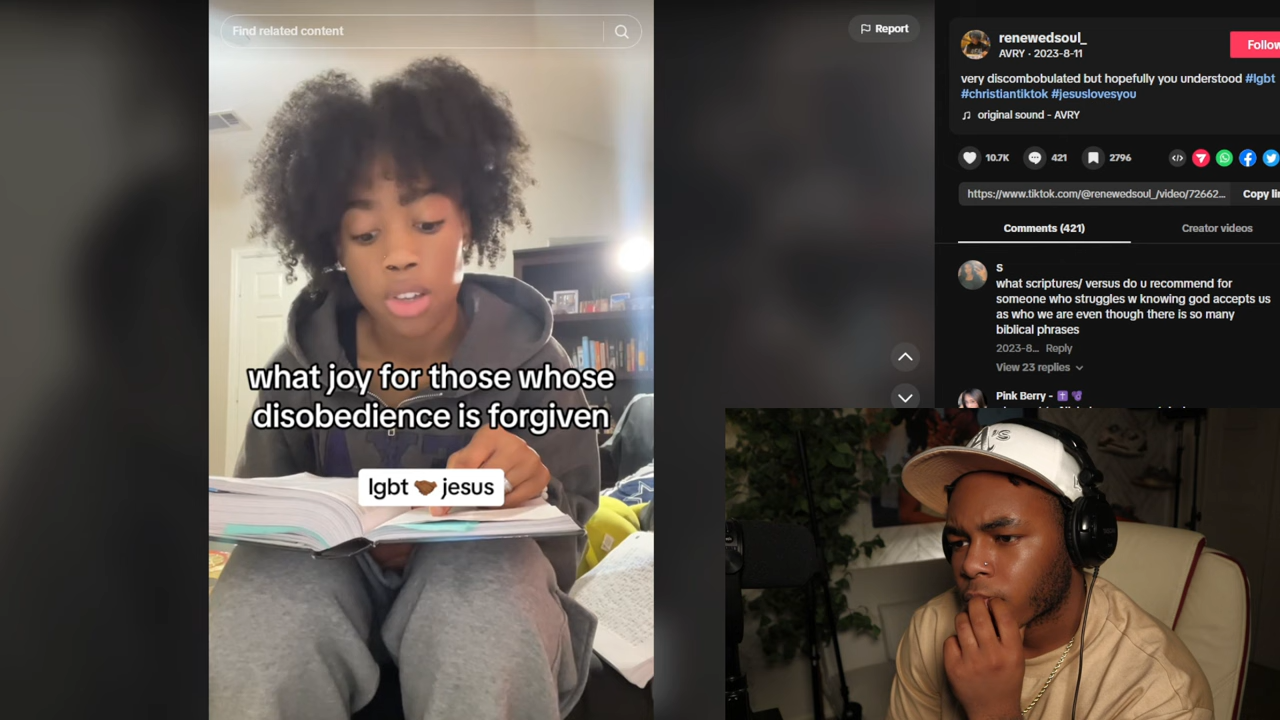 Find related content
Report
what joy for those whose
disobedience is forgiven
lgbt 🤝🏾 jesus
renewedsoul_
AVRY · 2023-8-11
Follow
very discombobulated but hopefully you understood #lgbt
#christiantiktok #jesuslovesyou
original sound - AVRY
10.7K
421
2796
https://www.tiktok.com/@renewedsoul_/video/72662...
Copy lin
Comments (421)
Creator videos
S
what scriptures/ versus do u recommend for
someone who struggles w knowing god accepts us
as who we are even though there is so many
biblical phrases
2023-8... Reply
View 23 replies
Pink Berry -
A's